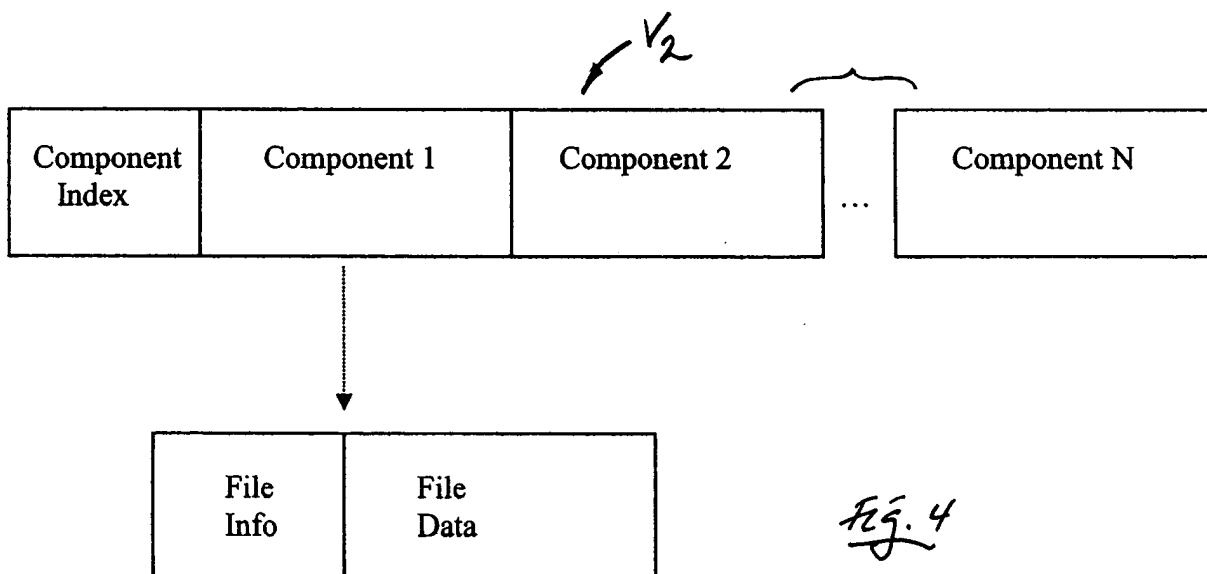 V2
Component
Index
Component 1
Component 2
...
Component N
File
Info
File
Data
Fig. 4